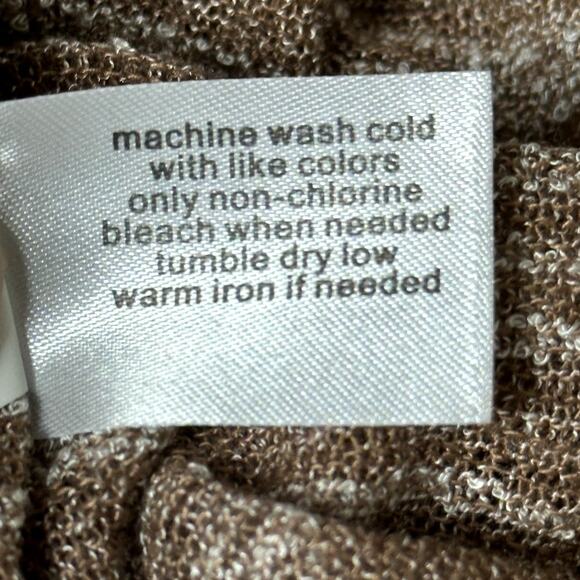 machine wash cold
with like colors
only non-chlorine
bleach when needed
tumble dry low
warm iron if needed